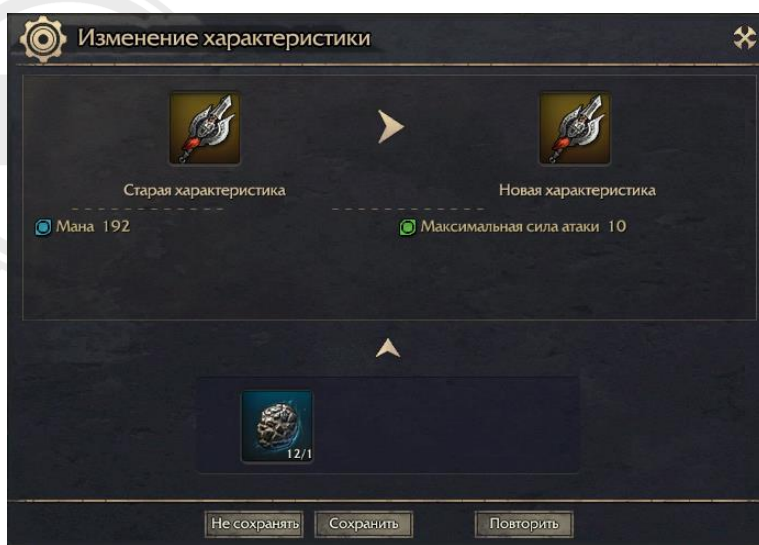 Изменение характеристики
Старая характеристика
Новая характеристика
Мана 192
Максимальная сила атаки 10
12/1
Не сохранять
Сохранить
Повторить